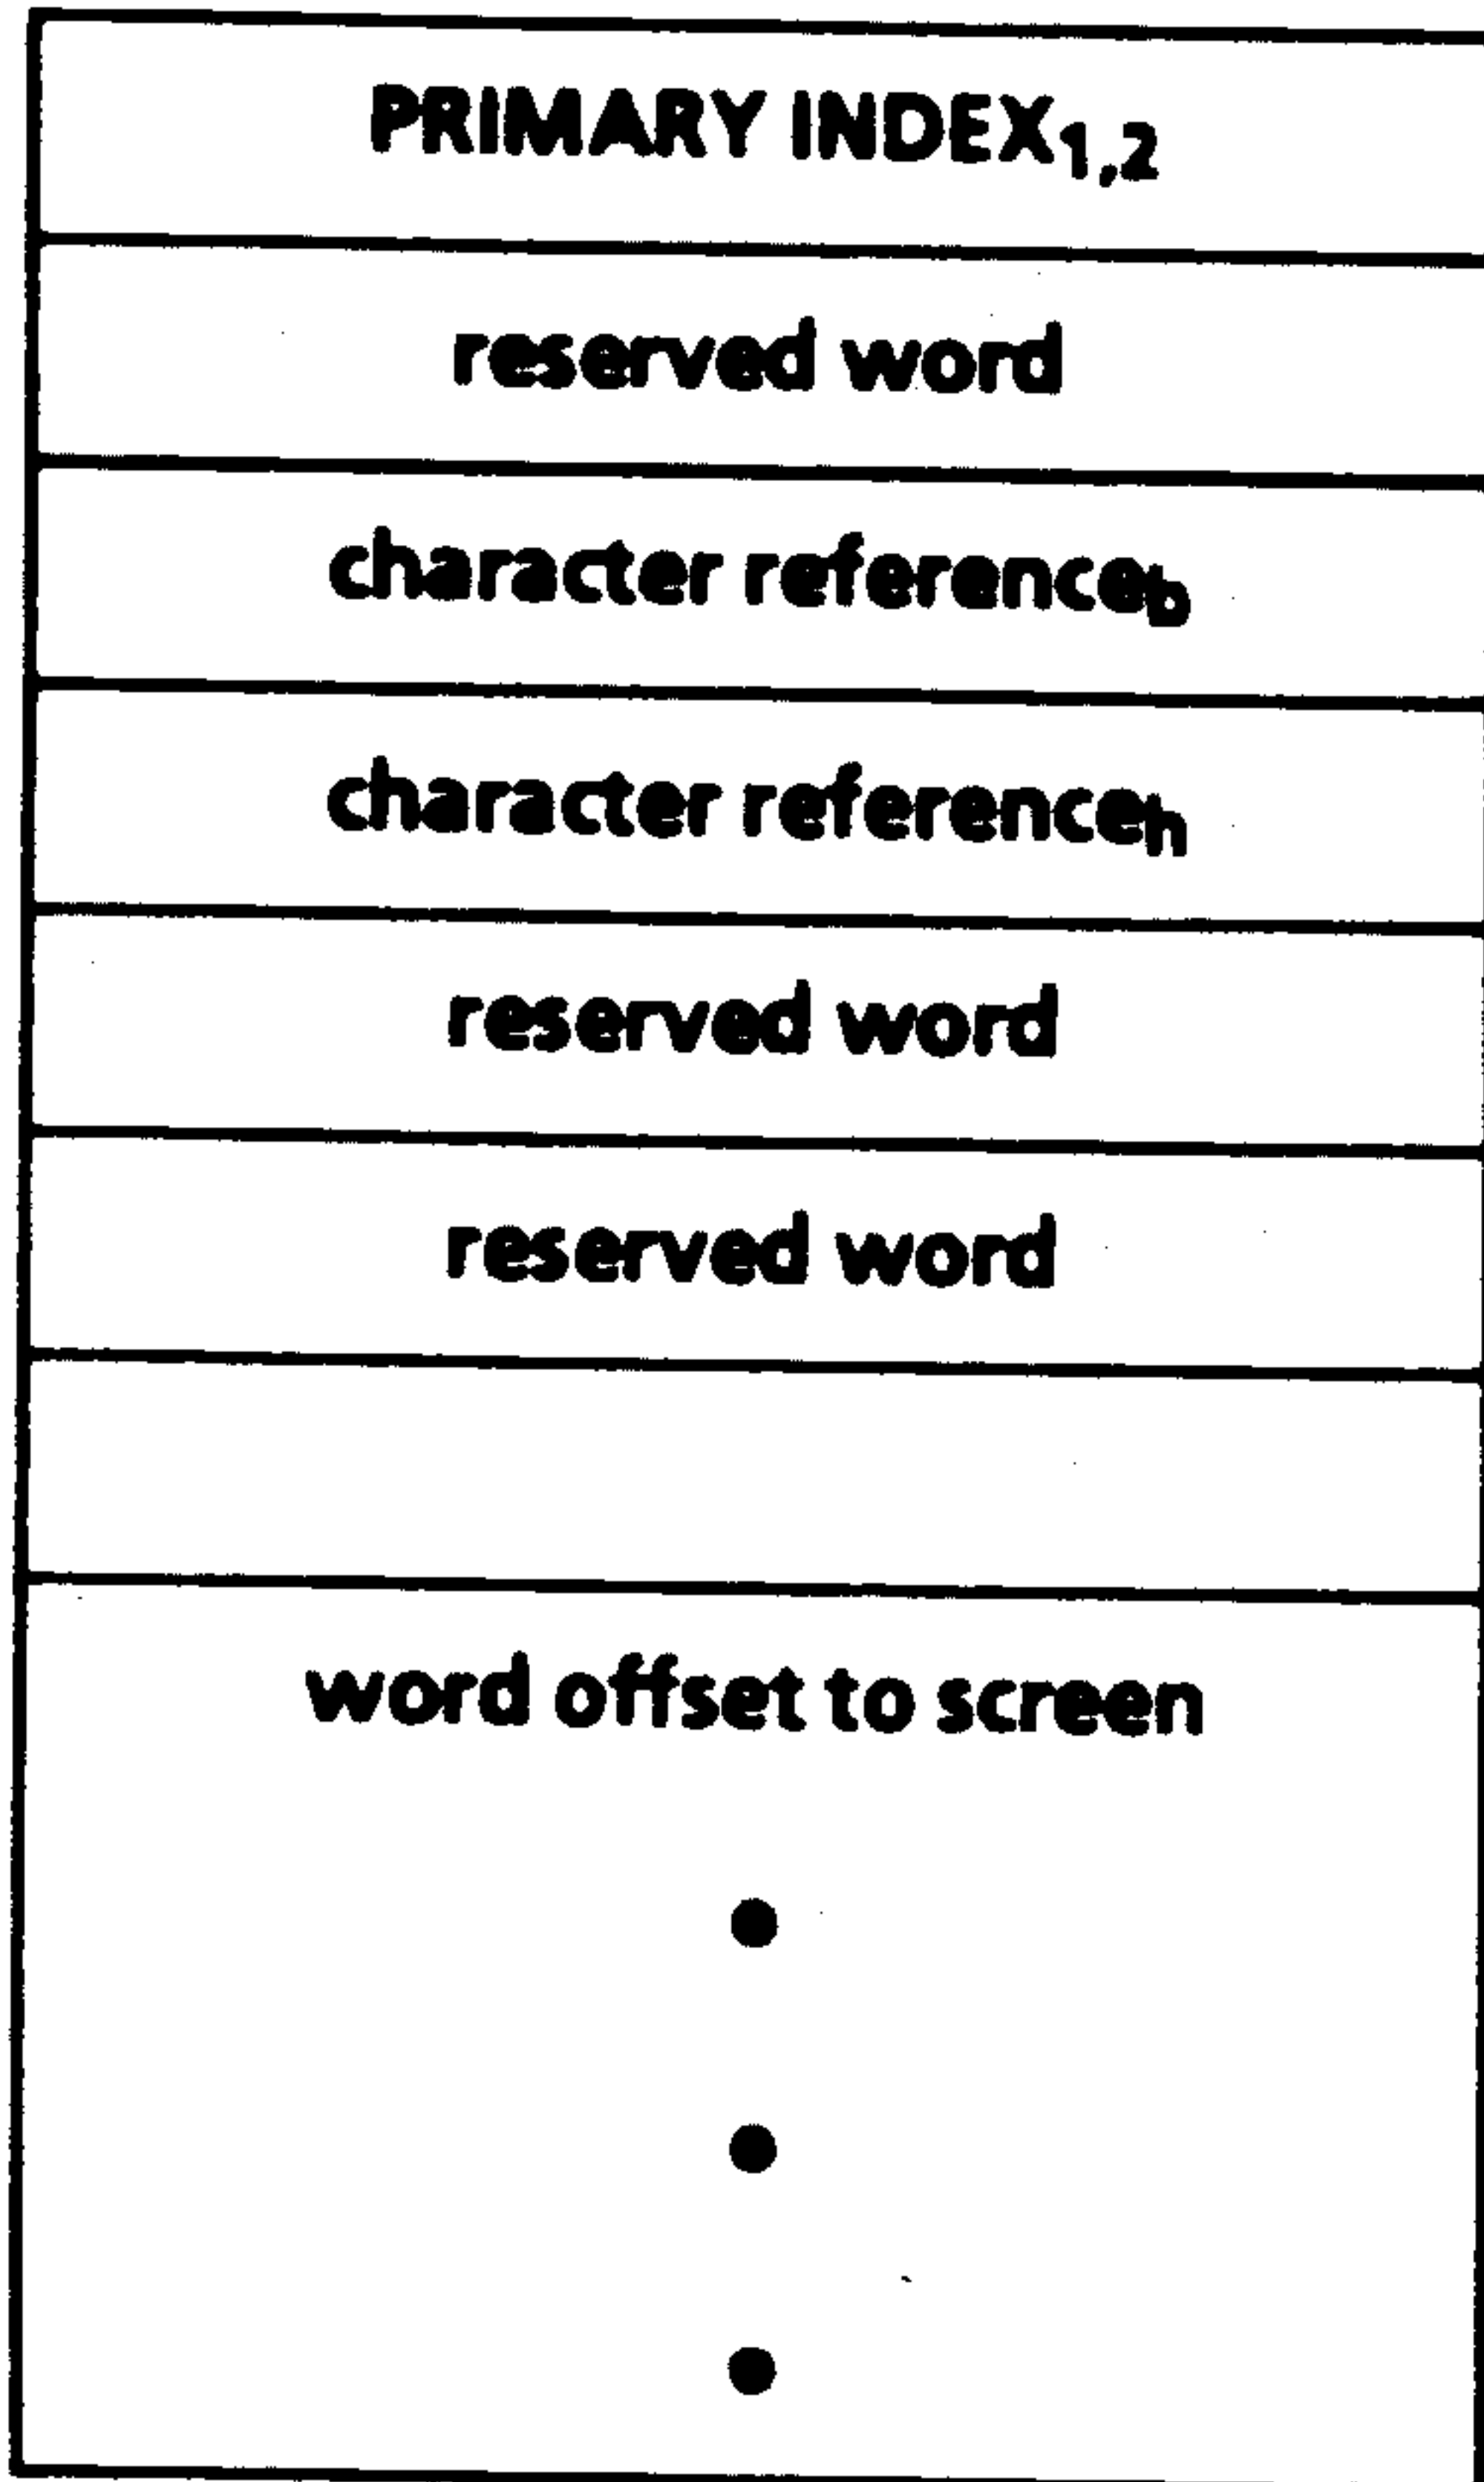 PRIMARY INDEX1,2
reserved word
character referenceb
character referenceh
reserved word
reserved word
word offset to screen